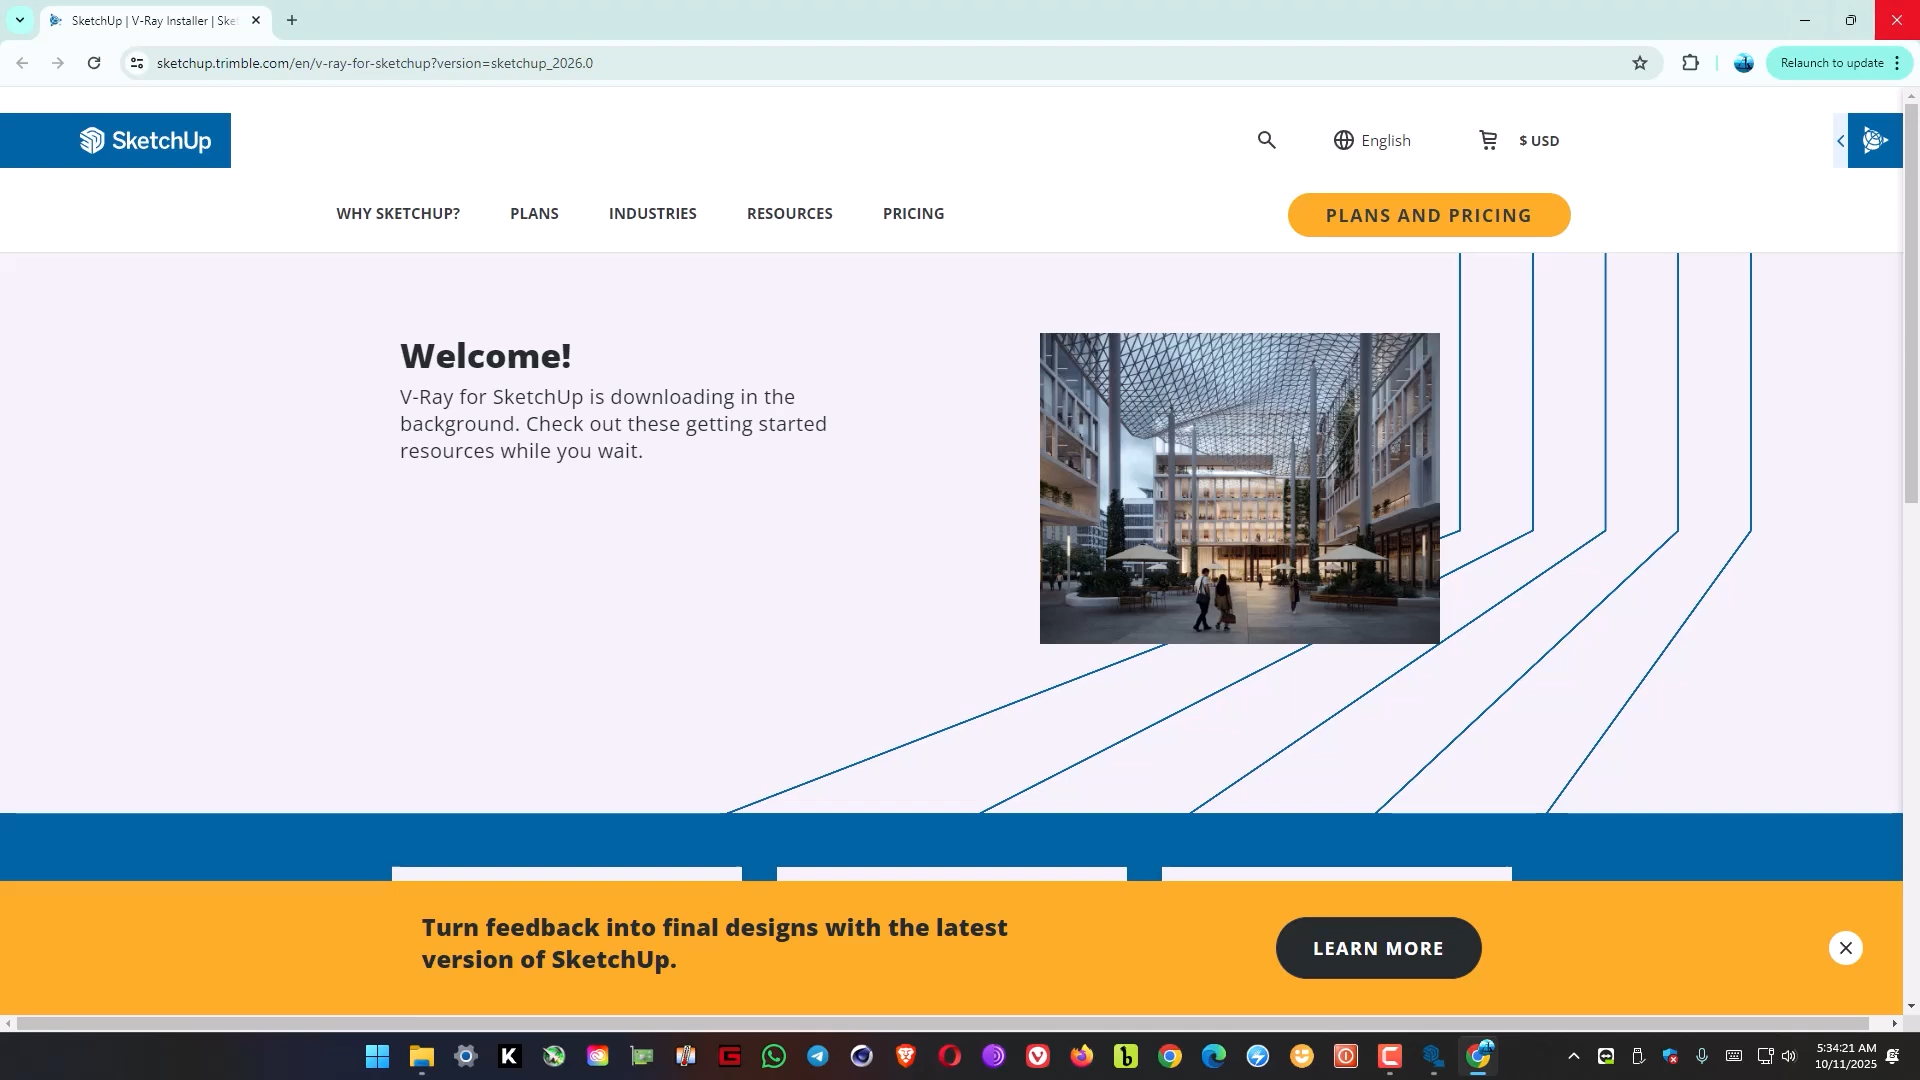 SketchUp | V-Ray Installer | Ske
sketchup.trimble.com/en/v-ray-for-sketchup?version=sketchup_2026.0
Relaunch to update
SketchUp
English
$ USD
WHY SKETCHUP?
PLANS
INDUSTRIES
RESOURCES
PRICING
PLANS AND PRICING
Welcome!
V-Ray for SketchUp is downloading in the
background. Check out these getting started
resources while you wait.
Turn feedback into final designs with the latest
version of SketchUp.
LEARN MORE
5:34:21 AM
10/11/2025